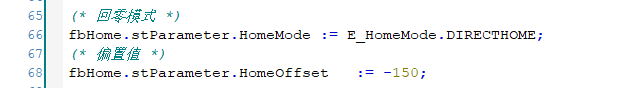 65 (* 回零模式 *)
66 fbHome.stParameter.HomeMode := E_HomeMode.DIRECTHOME;
67 (* 偏置值 *)
68 fbHome.stParameter.HomeOffset   := -150;